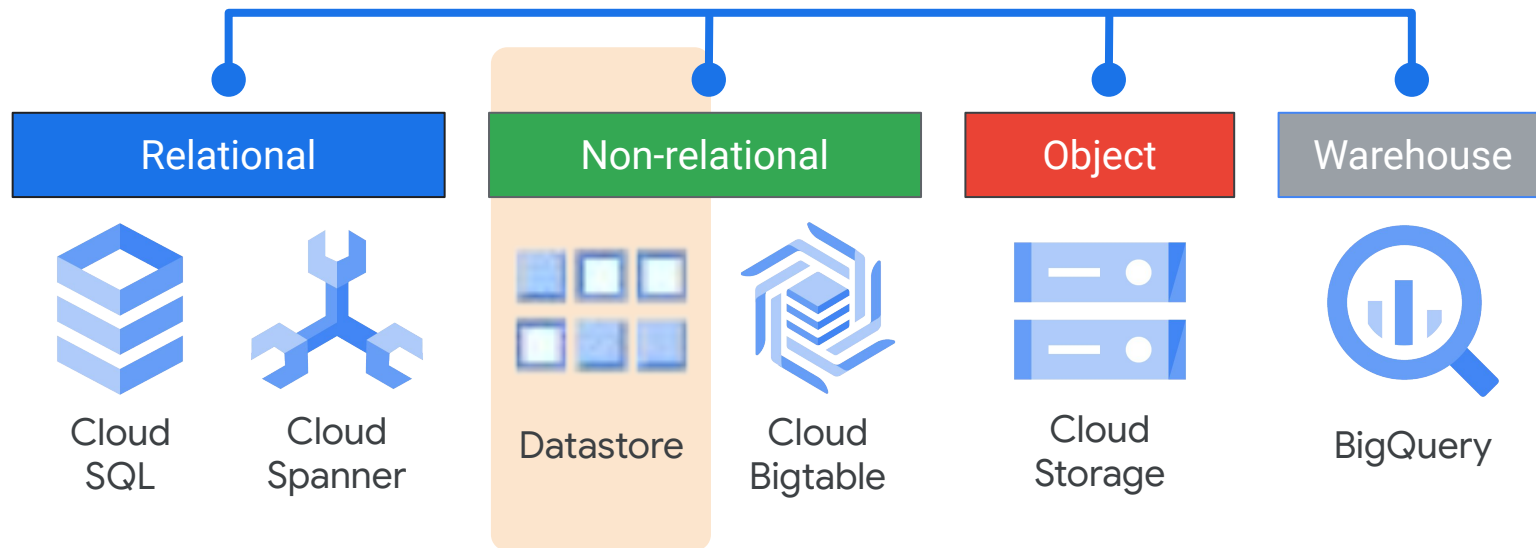 Relational
Non-relational
Object
Warehouse
Cloud
SQL
Cloud
Spanner
Datastore
Cloud
Bigtable
Cloud
Storage
BigQuery